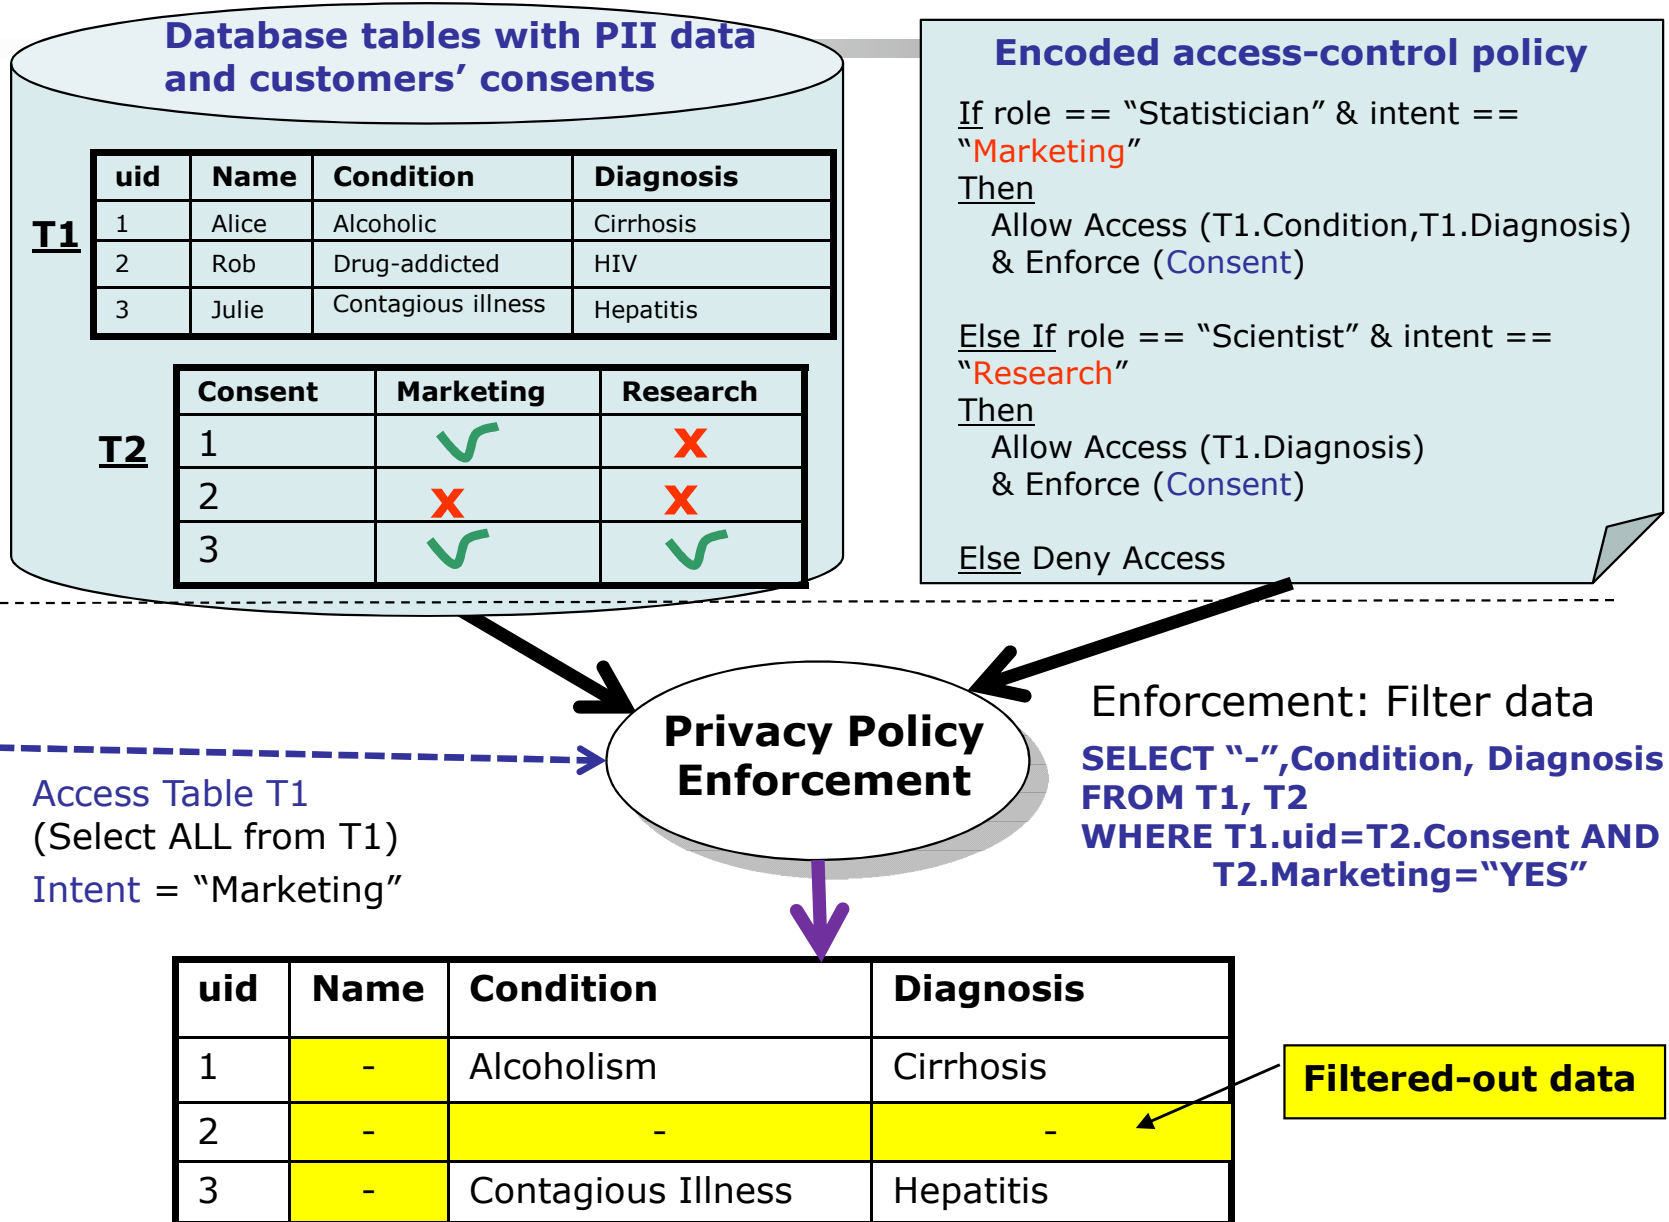 Database tables with PII data
and customers’ consents
uid Name Condition Diagnosis
T1
1 Alice Alcoholic Cirrhosis
2 Rob Drug-addicted HIV
3 Julie Contagious illness Hepatitis
Consent Marketing Research
T2
1 X
2 X X
3
Encoded access-control policy
If role == “Statistician” & intent ==
“Marketing”
Then
Allow Access (T1.Condition,T1.Diagnosis)
& Enforce (Consent)
Else If role == “Scientist” & intent ==
“Research”
Then
Allow Access (T1.Diagnosis)
& Enforce (Consent)
Else Deny Access
Privacy Policy
Enforcement
Access Table T1
(Select ALL from T1)
Intent = “Marketing”
Enforcement: Filter data
SELECT “-”,Condition, Diagnosis
FROM T1, T2
WHERE T1.uid=T2.Consent AND
T2.Marketing=“YES”
uid Name Condition Diagnosis
1 - Alcoholism Cirrhosis
2 - - -
3 - Contagious Illness Hepatitis
Filtered-out data